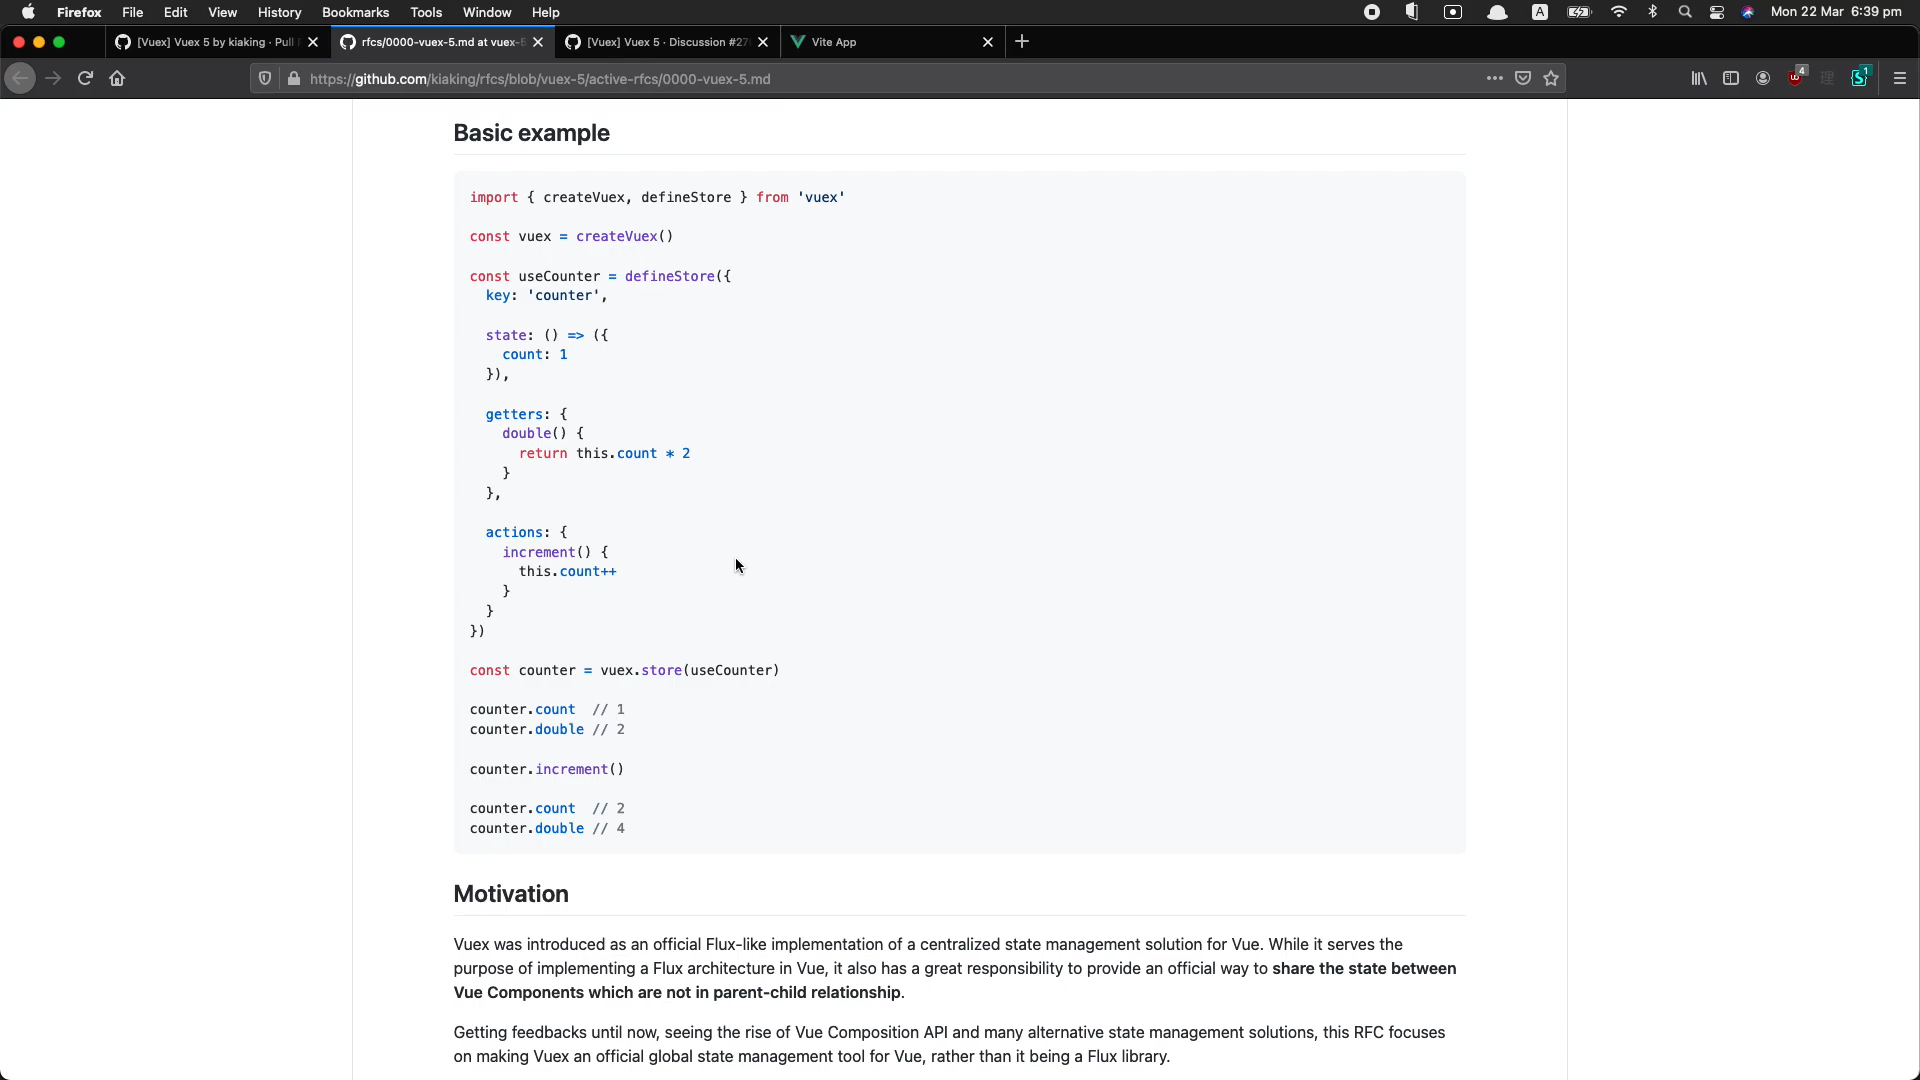 Firefox File Edit View History Bookmarks Tools Window Help A Mon 22 Mar 6:39 pm
[Vuex] Vuex 5 by kiaking · Pull rfcs/0000-vuex-5.md at vuex-5 [Vuex] Vuex 5 · Discussion #27 Vite App
https://github.com/kiaking/rfcs/blob/vuex-5/active-rfcs/0000-vuex-5.md 4 1
Basic example
import { createVuex, defineStore } from 'vuex'
const vuex = createVuex()
const useCounter = defineStore({
key: 'counter',
state: () => ({
count: 1
}),
getters: {
double() {
return this.count * 2
}
},
actions: {
increment() {
this.count++
}
}
})
const counter = vuex.store(useCounter)
counter.count // 1
counter.double // 2
counter.increment()
counter.count // 2
counter.double // 4
Motivation
Vuex was introduced as an official Flux-like implementation of a centralized state management solution for Vue. While it serves the
purpose of implementing a Flux architecture in Vue, it also has a great responsibility to provide an official way to share the state between
Vue Components which are not in parent-child relationship.
Getting feedbacks until now, seeing the rise of Vue Composition API and many alternative state management solutions, this RFC focuses
on making Vuex an official global state management tool for Vue, rather than it being a Flux library.